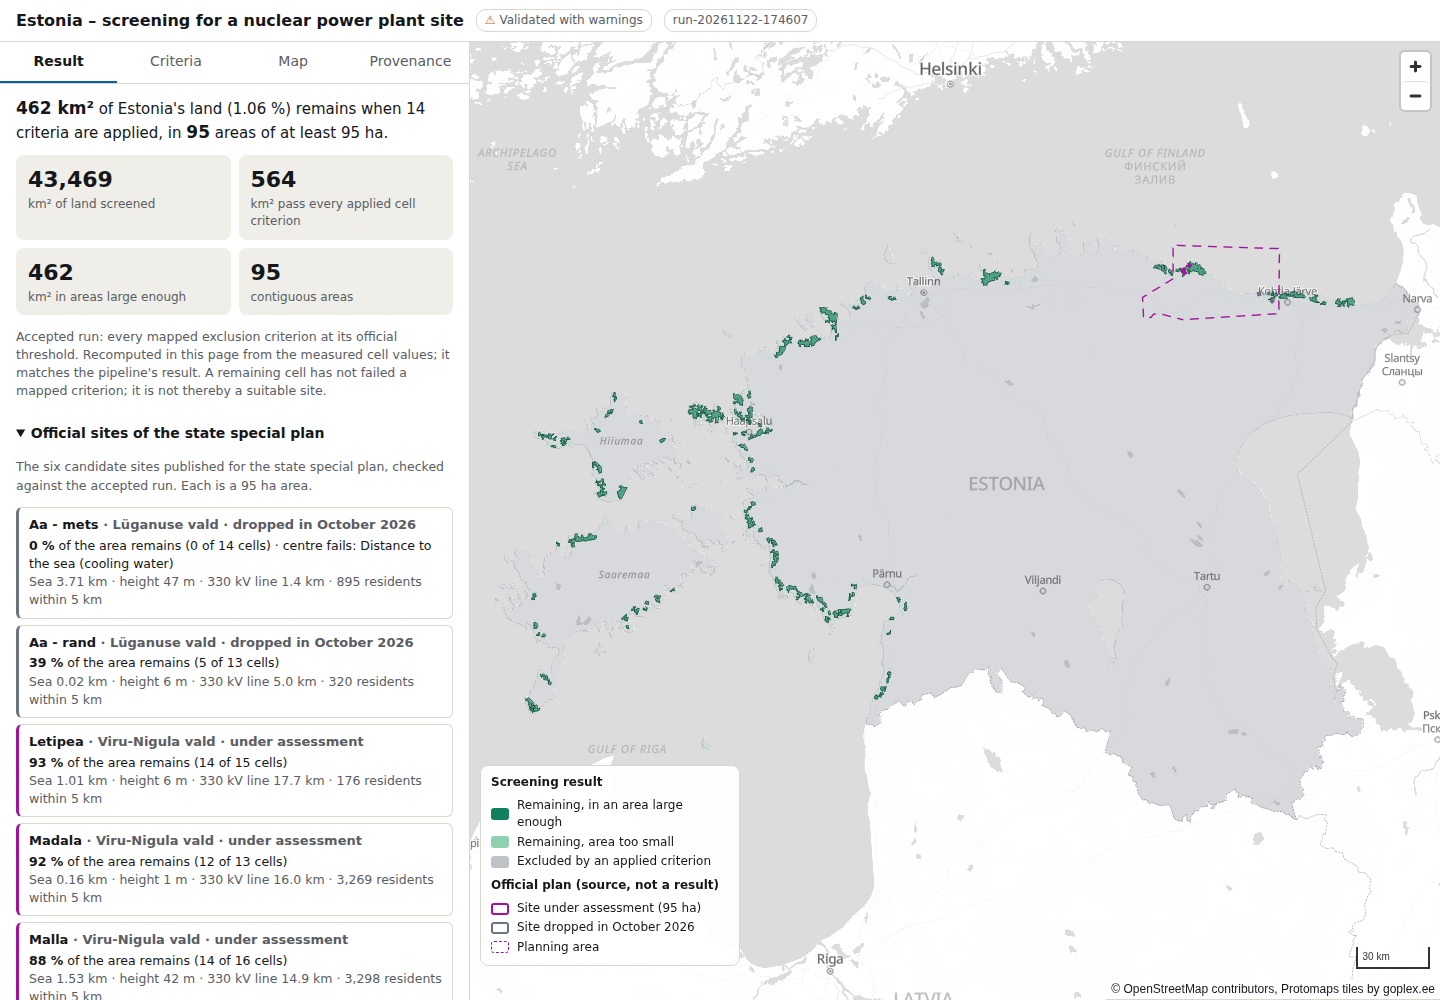 Estonia – screening for a nuclear power plant site
⚠ Validated with warnings
run-20261122-174607
Result
Criteria
Map
Provenance
462 km² of Estonia's land (1.06 %) remains when 14
criteria are applied, in 95 areas of at least 95 ha.
43,469
km² of land screened
564
km² pass every applied cell
criterion
462
km² in areas large enough
95
contiguous areas
Accepted run: every mapped exclusion criterion at its official
threshold. Recomputed in this page from the measured cell values; it
matches the pipeline's result. A remaining cell has not failed a
mapped criterion; it is not thereby a suitable site.
▼ Official sites of the state special plan
The six candidate sites published for the state special plan, checked
against the accepted run. Each is a 95 ha area.
Aa - mets · Lüganuse vald · dropped in October 2026
0 % of the area remains (0 of 14 cells) · centre fails: Distance to
the sea (cooling water)
Sea 3.71 km · height 47 m · 330 kV line 1.4 km · 895 residents
within 5 km
Aa - rand · Lüganuse vald · dropped in October 2026
39 % of the area remains (5 of 13 cells)
Sea 0.02 km · height 6 m · 330 kV line 5.0 km · 320 residents
within 5 km
Letipea · Viru-Nigula vald · under assessment
93 % of the area remains (14 of 15 cells)
Sea 1.01 km · height 6 m · 330 kV line 17.7 km · 176 residents
within 5 km
Madala · Viru-Nigula vald · under assessment
92 % of the area remains (12 of 13 cells)
Sea 0.16 km · height 1 m · 330 kV line 16.0 km · 3,269 residents
within 5 km
Malla · Viru-Nigula vald · under assessment
88 % of the area remains (14 of 16 cells)
Sea 1.53 km · height 42 m · 330 kV line 14.9 km · 3,298 residents
within 5 km
Helsinki
+
−
ARCHIPELAGO
SEA
GULF OF FINLAND
ФИНСКИЙ
ЗАЛИВ
Tallinn
Kohtla-Järve
Narva
Slantsy
Сланцы
Haapsalu
Hiiumaa
ESTONIA
Saaremaa
Pärnu
Viljandi
Tartu
Psk
Пск
GULF OF RIGA
pi
Riga
LATVIA
Screening result
Remaining, in an area large
enough
Remaining, area too small
Excluded by an applied criterion
Official plan (source, not a result)
Site under assessment (95 ha)
Site dropped in October 2026
Planning area
30 km
© OpenStreetMap contributors, Protomaps tiles by goplex.ee